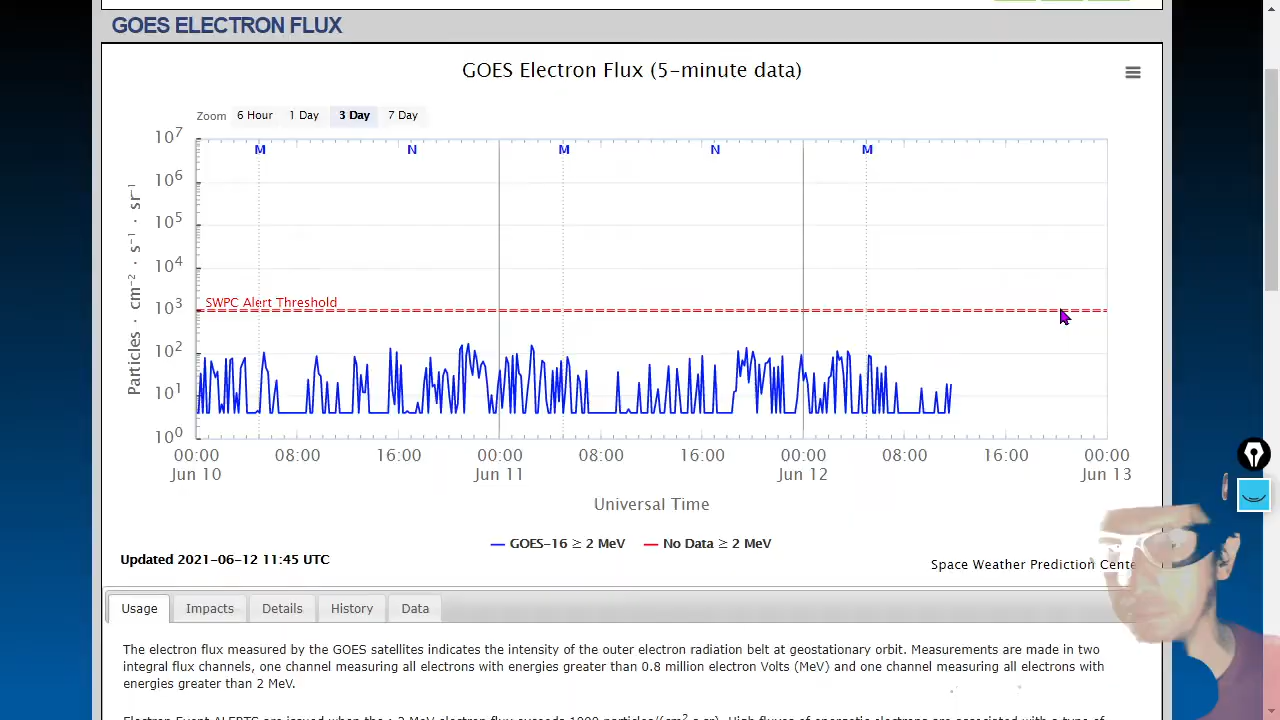 GOES ELECTRON FLUX
GOES Electron Flux (5-minute data)
Zoom 6 Hour 1 Day 3 Day 7 Day
10⁷
10⁶
10⁵
10⁴
10³
10²
10¹
10⁰
Particles · cm⁻² · s⁻¹ · sr⁻¹
M N M N M
SWPC Alert Threshold
00:00 08:00 16:00 00:00 08:00 16:00 00:00 08:00 16:00 00:00
Jun 10 Jun 11 Jun 12 Jun 13
Universal Time
GOES-16 ≥ 2 MeV No Data ≥ 2 MeV
Updated 2021-06-12 11:45 UTC
Space Weather Prediction Cente
Usage Impacts Details History Data
The electron flux measured by the GOES satellites indicates the intensity of the outer electron radiation belt at geostationary orbit. Measurements are made in two
integral flux channels, one channel measuring all electrons with energies greater than 0.8 million electron Volts (MeV) and one channel measuring all electrons with
energies greater than 2 MeV.